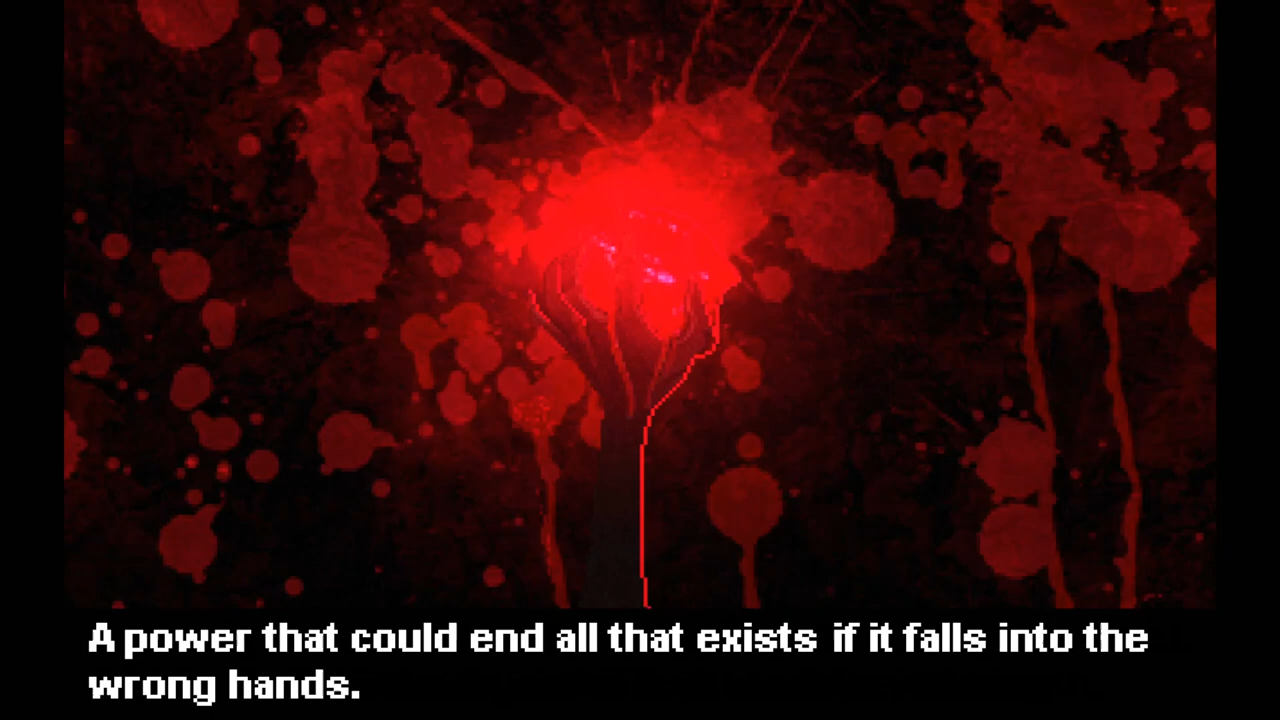 A power that could end all that exists if it falls into the
wrong hands.